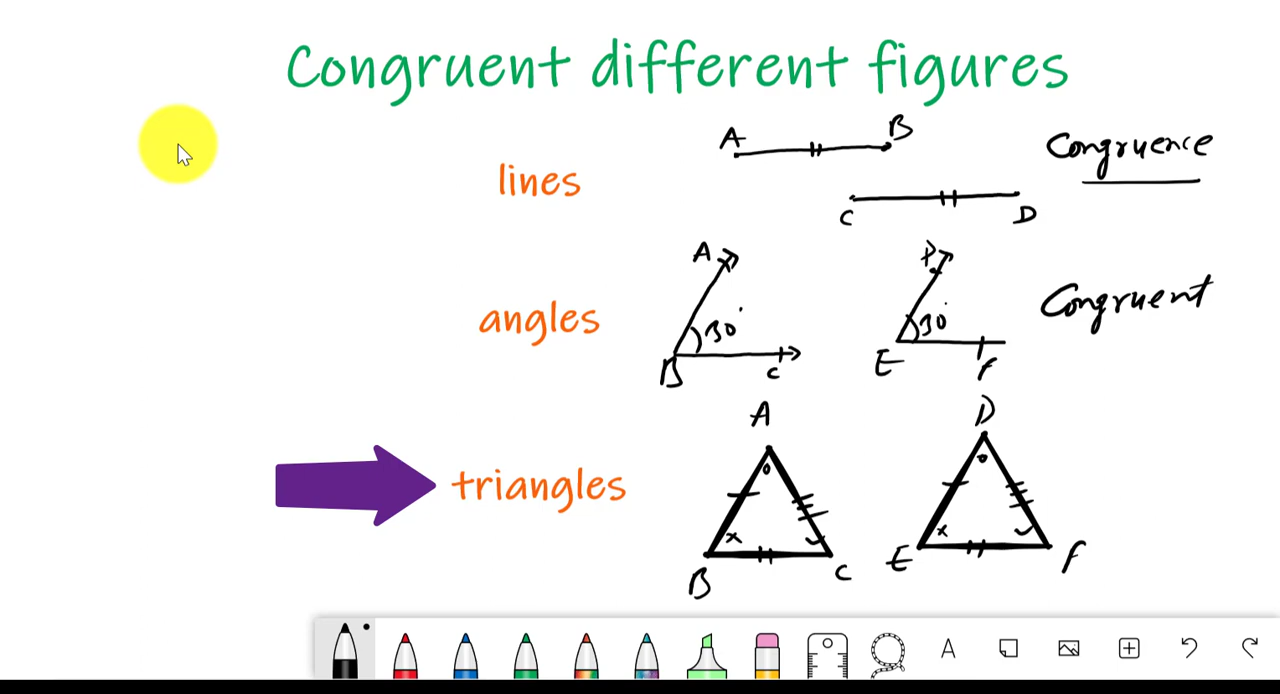 Congruent different figures
A B Congruence
lines
C D
A P
angles 30° 30° Congruent
B C E F
A D
triangles
x x
B C E F
A